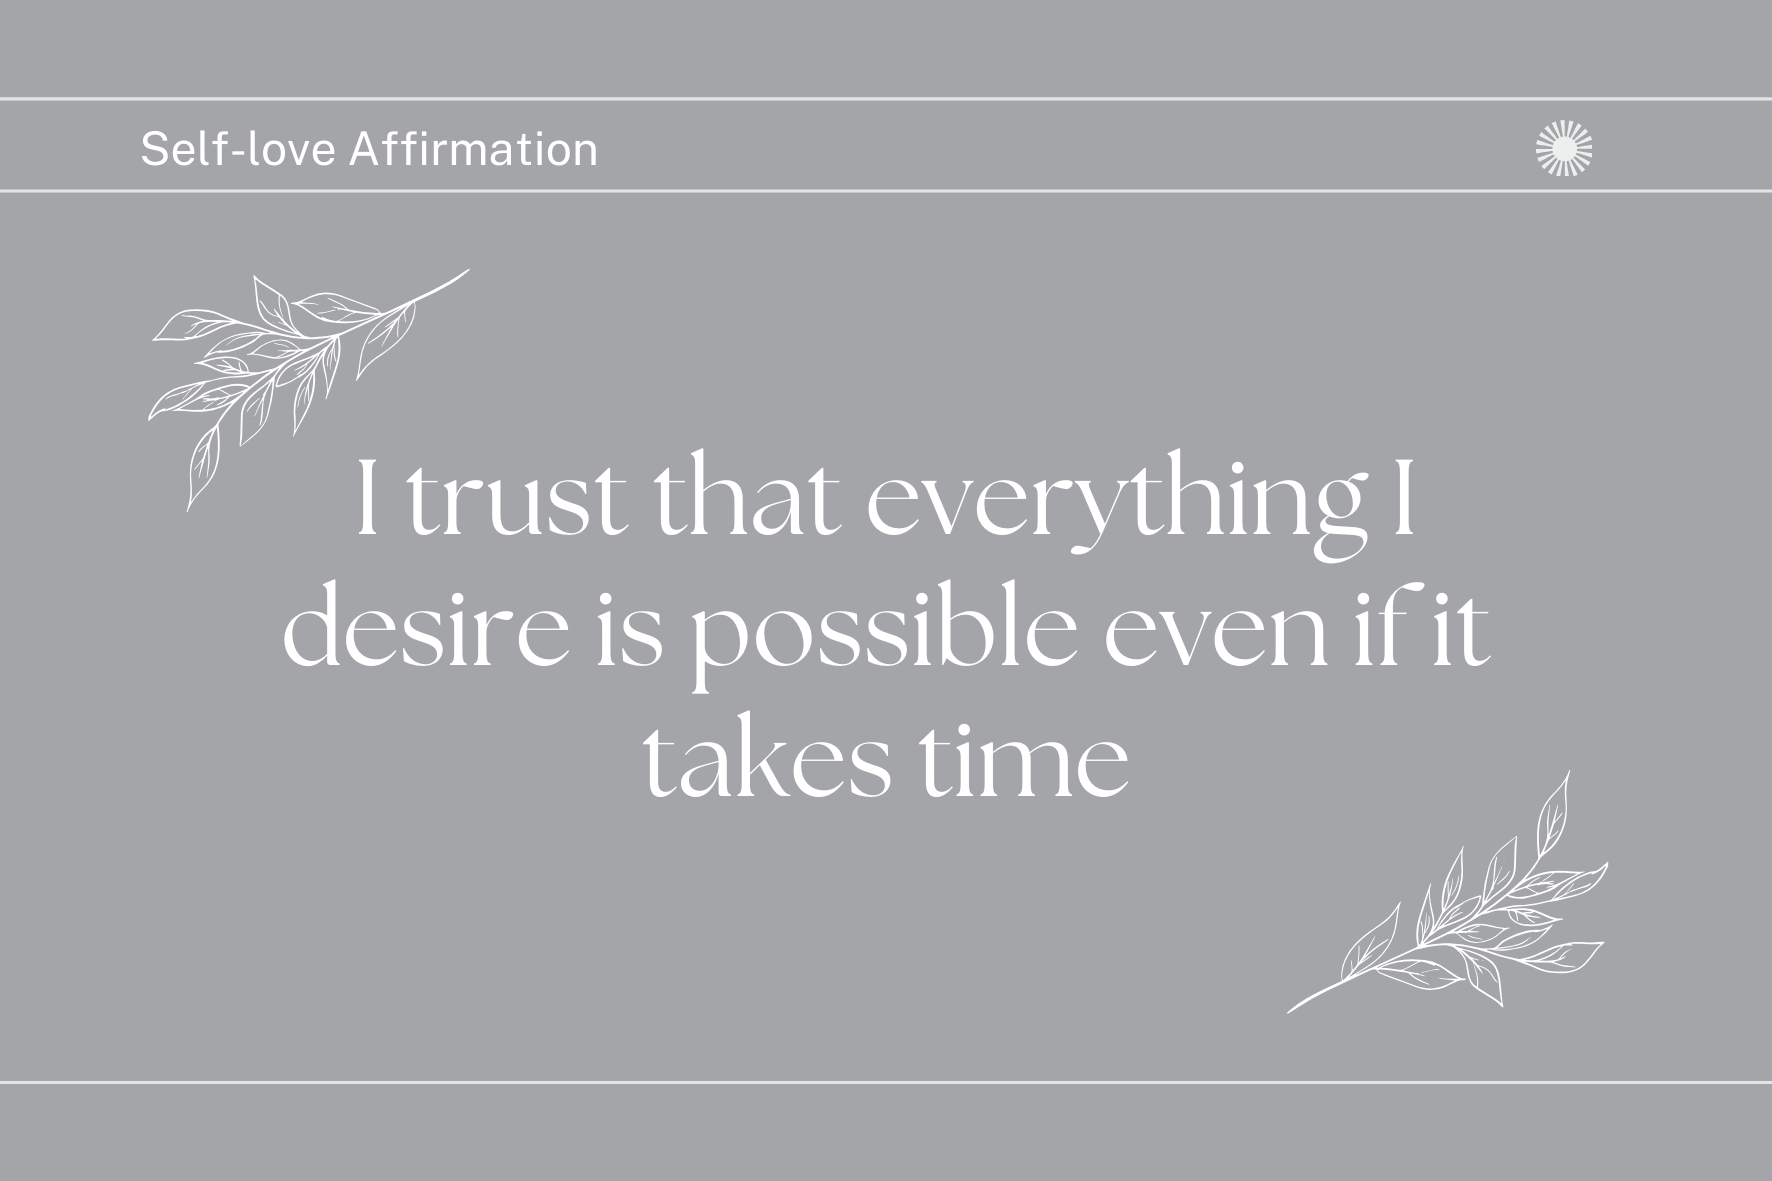 Self-love Affirmation
I trust that everything I
desire is possible even if it
takes time